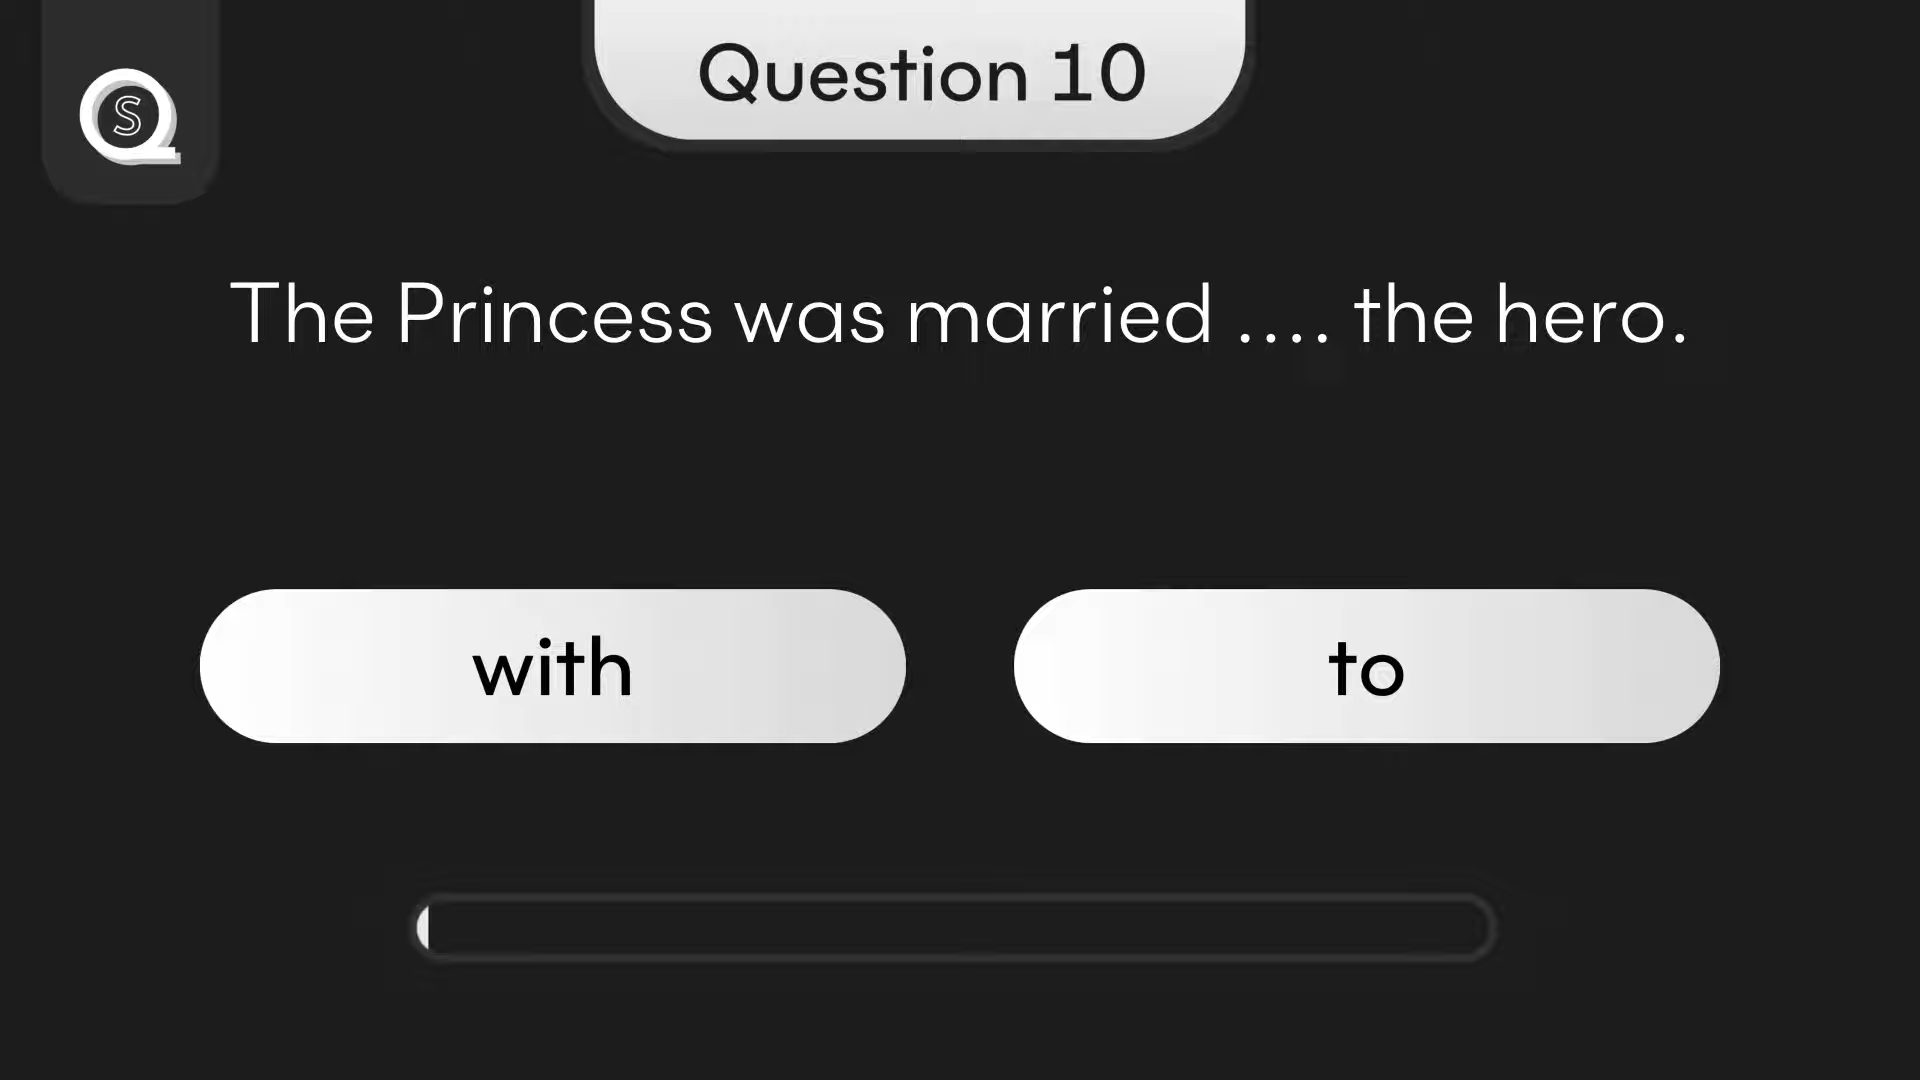 S
Question 10
The Princess was married .... the hero.
with
to